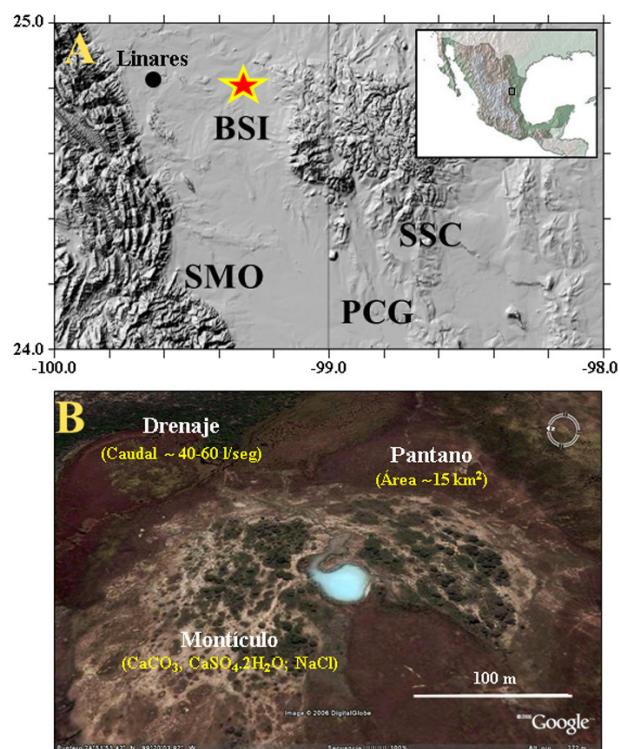 25.0
A
Linares
BSI
SSC
SMO
PCG
24.0
-100.0 -99.0 -98.0
B
Drenaje
(Caudal ~ 40-60 l/seg)
Pantano
(Área ~15 km²)
Montículo
(CaCO₃, CaSO₄.2H₂O; NaCl)
100 m
Image © 2006 DigitalGlobe
Google
100%